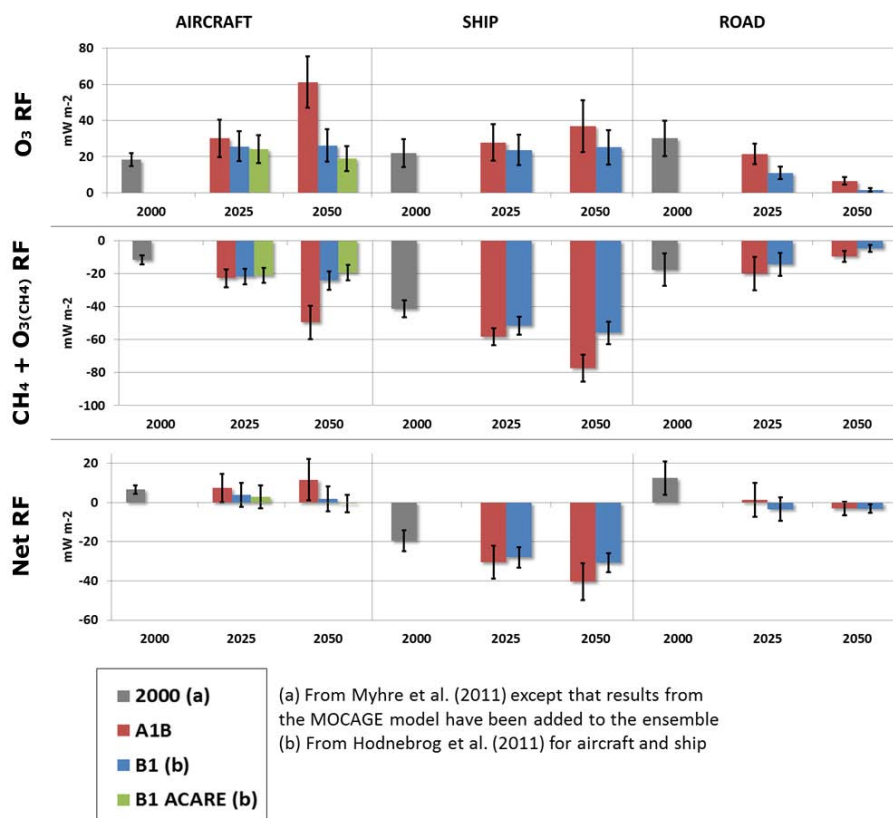 AIRCRAFT SHIP ROAD
O₃ RF
mW m-2
80
60
40
20
0
2000 2025 2050 2000 2025 2050 2000 2025 2050
CH₄ + O₃(CH4) RF
mW m-2
0
-20
-40
-60
-80
-100
2000 2025 2050 2000 2025 2050 2000 2025 2050
Net RF
mW m-2
20
0
-20
-40
-60
2000 2025 2050 2000 2025 2050 2000 2025 2050
2000 (a)
A1B
B1 (b)
B1 ACARE (b)
(a) From Myhre et al. (2011) except that results from
the MOCAGE model have been added to the ensemble
(b) From Hodnebrog et al. (2011) for aircraft and ship